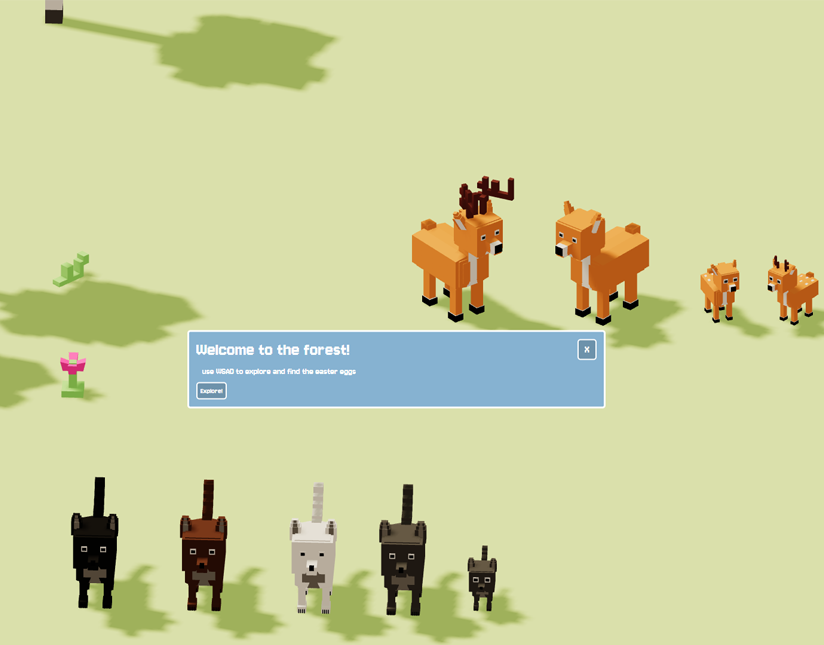 Welcome to the forest!
X
use WSAD to explore and find the easter eggs
Explore!